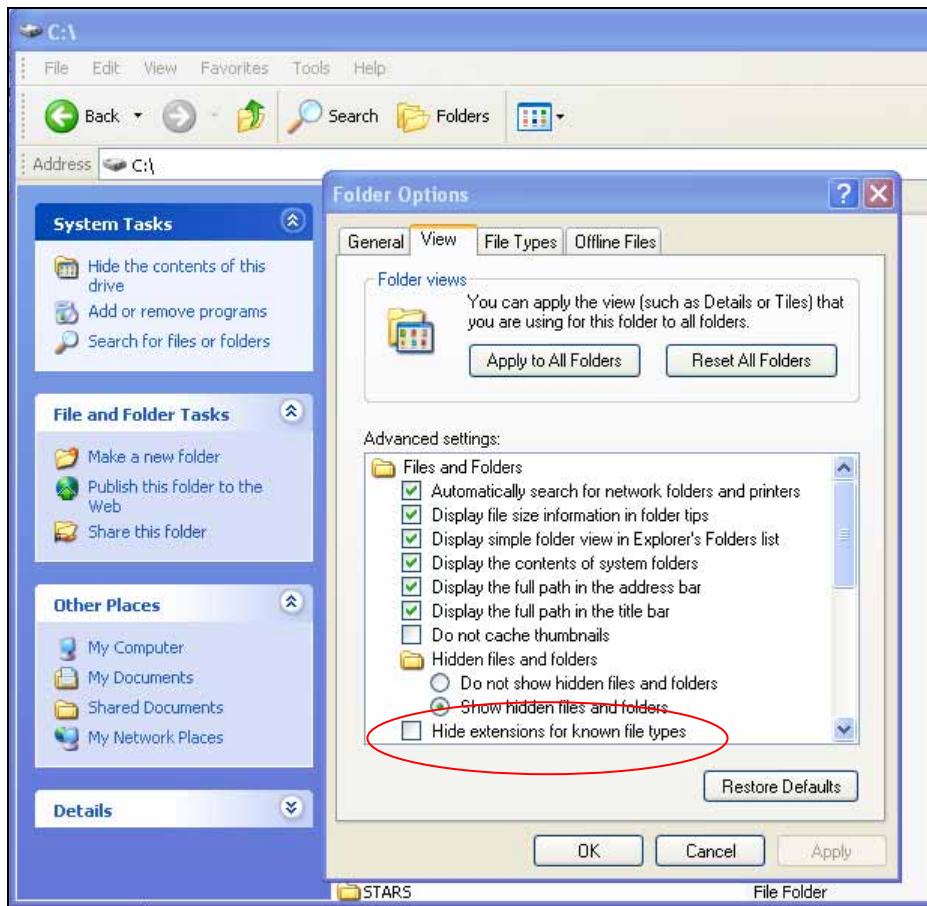 C:\
File Edit View Favorites Tools Help
Back Search Folders
Address C:\
System Tasks
Hide the contents of this
drive
Add or remove programs
Search for files or folders
File and Folder Tasks
Make a new folder
Publish this folder to the
Web
Share this folder
Other Places
My Computer
My Documents
Shared Documents
My Network Places
Details
Folder Options
General View File Types Offline Files
Folder views
You can apply the view (such as Details or Tiles) that
you are using for this folder to all folders.
Apply to All Folders Reset All Folders
Advanced settings:
Files and Folders
Automatically search for network folders and printers
Display file size information in folder tips
Display simple folder view in Explorer's Folders list
Display the contents of system folders
Display the full path in the address bar
Display the full path in the title bar
Do not cache thumbnails
Hidden files and folders
Do not show hidden files and folders
Show hidden files and folders
Hide extensions for known file types
Restore Defaults
OK Cancel Apply
STARS File Folder